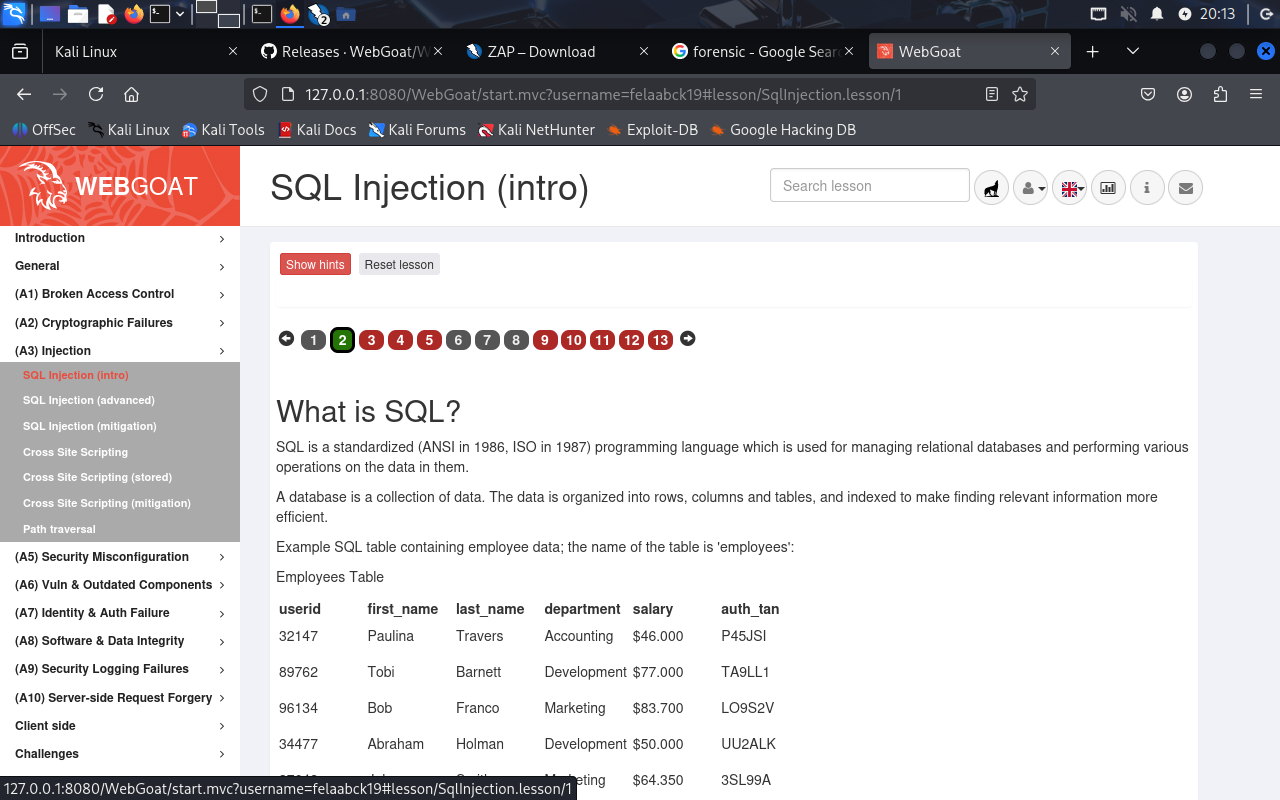 20:13
Kali Linux
Releases · WebGoat/W
ZAP – Download
forensic - Google Sear
WebGoat
127.0.0.1:8080/WebGoat/start.mvc?username=felaabck19#lesson/SqlInjection.lesson/1
OffSec Kali Linux Kali Tools Kali Docs Kali Forums Kali NetHunter Exploit-DB Google Hacking DB
WEBGOAT
SQL Injection (intro)
Search lesson
Introduction
General
(A1) Broken Access Control
(A2) Cryptographic Failures
(A3) Injection
SQL Injection (intro)
SQL Injection (advanced)
SQL Injection (mitigation)
Cross Site Scripting
Cross Site Scripting (stored)
Cross Site Scripting (mitigation)
Path traversal
(A5) Security Misconfiguration
(A6) Vuln & Outdated Components
(A7) Identity & Auth Failure
(A8) Software & Data Integrity
(A9) Security Logging Failures
(A10) Server-side Request Forgery
Client side
Challenges
Show hints Reset lesson
1 2 3 4 5 6 7 8 9 10 11 12 13
What is SQL?
SQL is a standardized (ANSI in 1986, ISO in 1987) programming language which is used for managing relational databases and performing various
operations on the data in them.
A database is a collection of data. The data is organized into rows, columns and tables, and indexed to make finding relevant information more
efficient.
Example SQL table containing employee data; the name of the table is 'employees':
Employees Table
userid first_name last_name department salary auth_tan
32147 Paulina Travers Accounting $46.000 P45JSI
89762 Tobi Barnett Development $77.000 TA9LL1
96134 Bob Franco Marketing $83.700 LO9S2V
34477 Abraham Holman Development $50.000 UU2ALK
$64.350 3SL99A
127.0.0.1:8080/WebGoat/start.mvc?username=felaabck19#lesson/SqlInjection.lesson/1